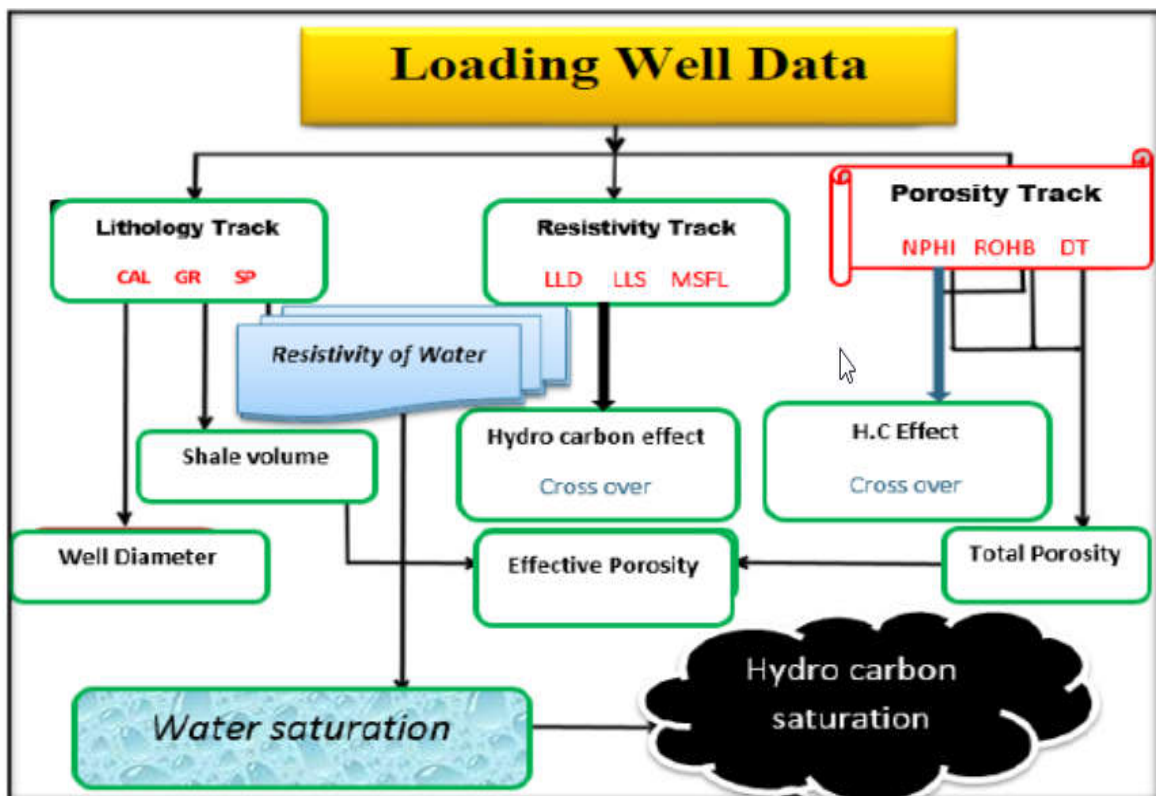 Loading Well Data
Lithology Track
CAL GR SP
Resistivity Track
LLD LLS MSFL
Porosity Track
NPHI ROHB DT
Resistivity of Water
Shale volume
Hydro carbon effect
Cross over
H.C Effect
Cross over
Well Diameter
Effective Porosity
Total Porosity
Water saturation
Hydro carbon
saturation